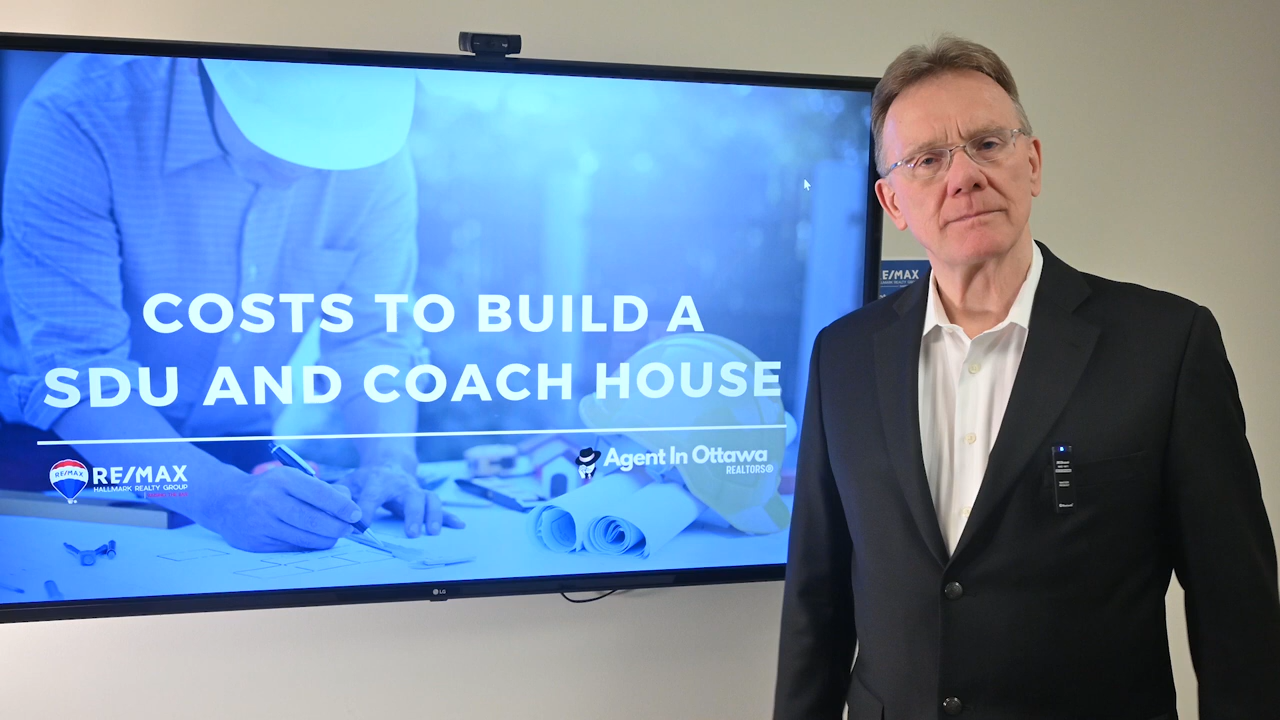 COSTS TO BUILD A
SDU AND COACH HOUSE
RE/MAX
RE/MAX
HALLMARK REALTY GROUP
Agent In Ottawa
REALTORS®
LG
E/MAX